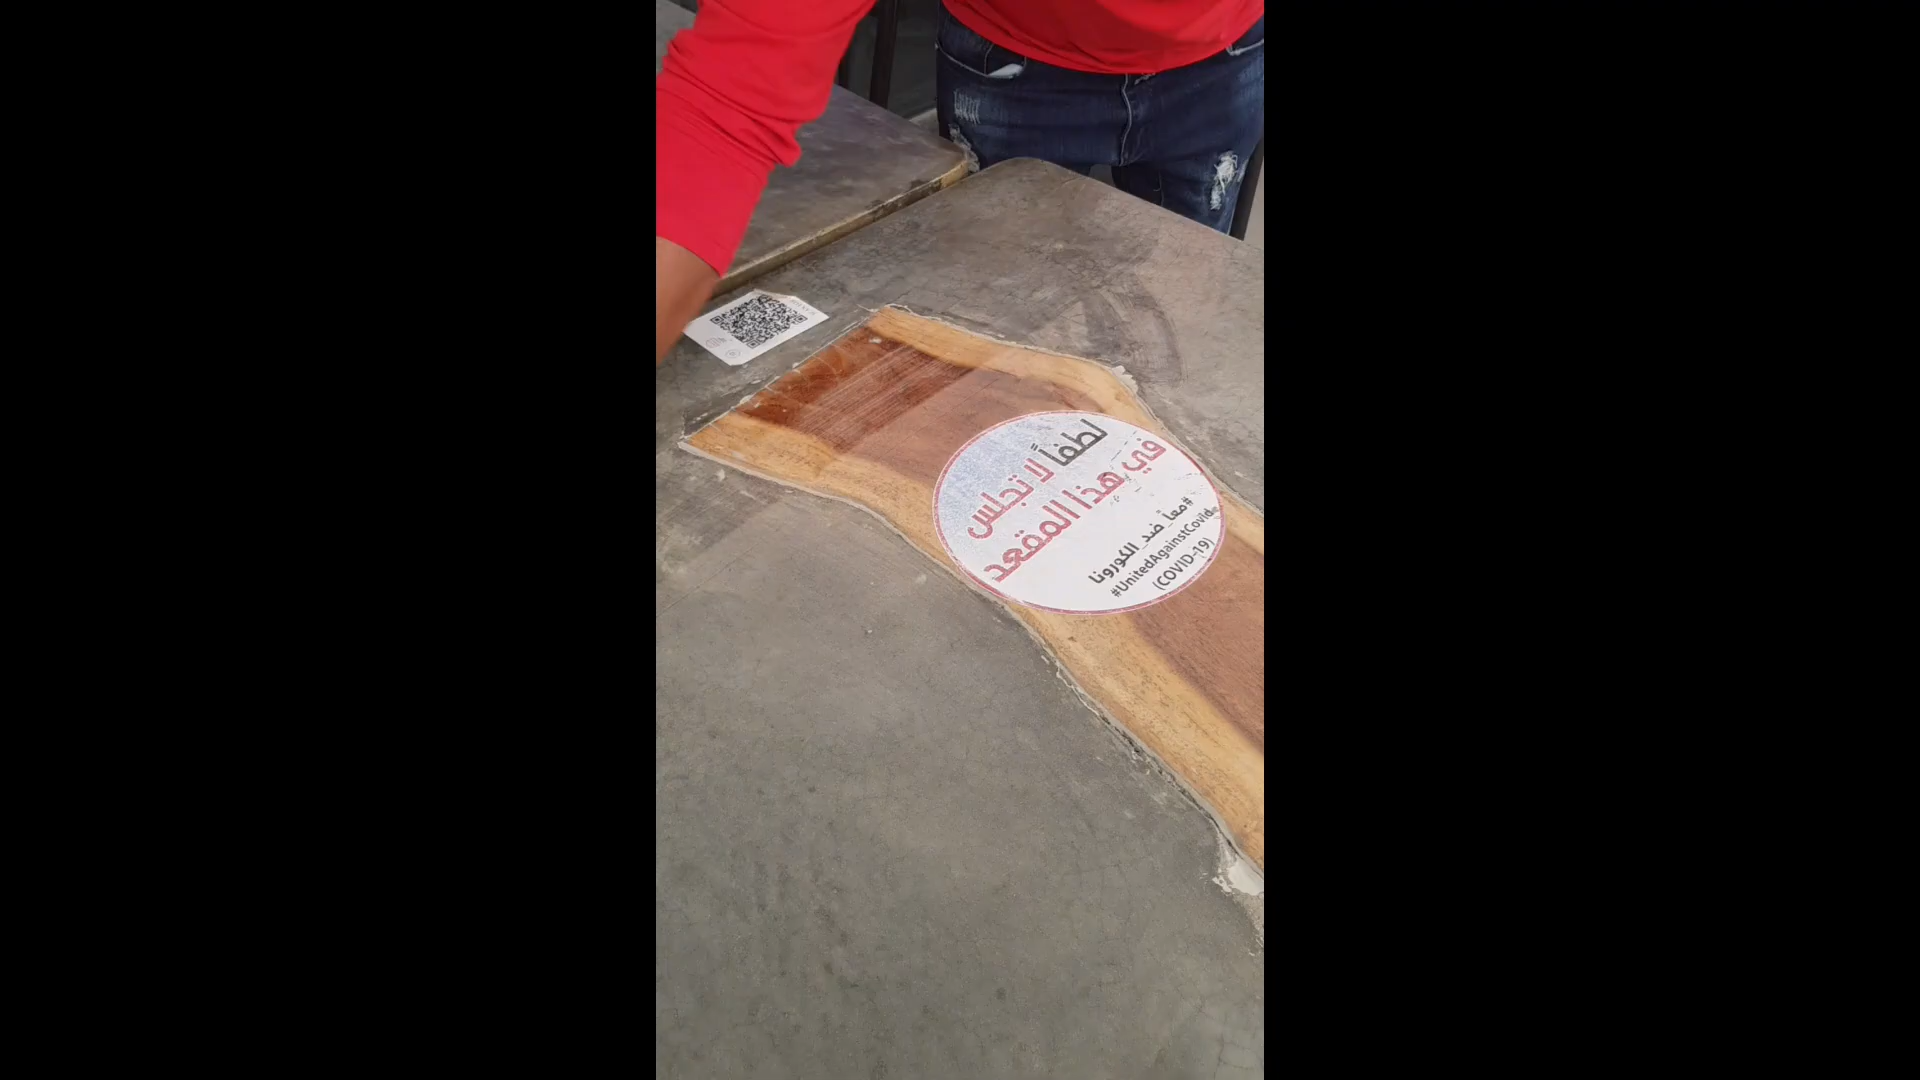 لطفاً لا تجلس
في هذا المقعد
#معاً_ضد_الكورونا
#UnitedAgainstCovid
(COVID-19)